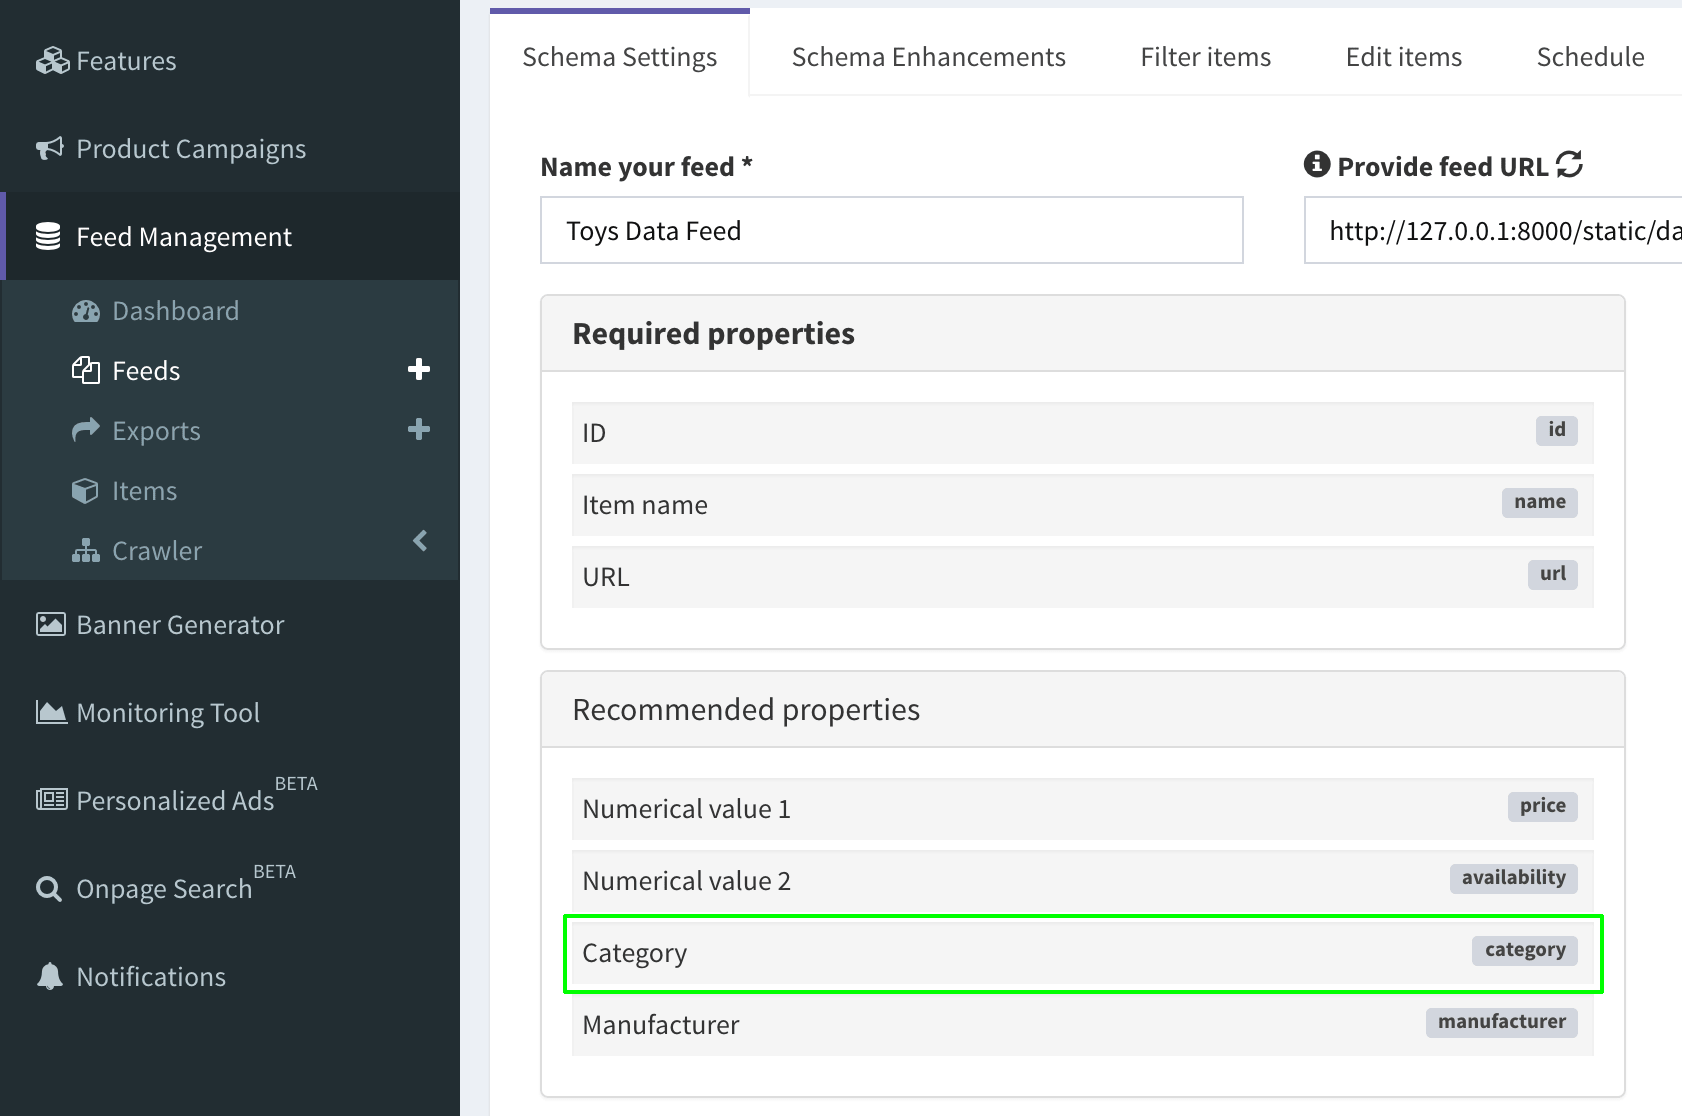 Features
Product Campaigns
Feed Management
Dashboard
Feeds
Exports
Items
Crawler
Banner Generator
Monitoring Tool
Personalized Ads BETA
Onpage Search BETA
Notifications
Schema Settings
Schema Enhancements
Filter items
Edit items
Schedule
Name your feed *
Toys Data Feed
Provide feed URL
http://127.0.0.1:8000/static/da
Required properties
ID id
Item name name
URL url
Recommended properties
Numerical value 1 price
Numerical value 2 availability
Category category
Manufacturer manufacturer